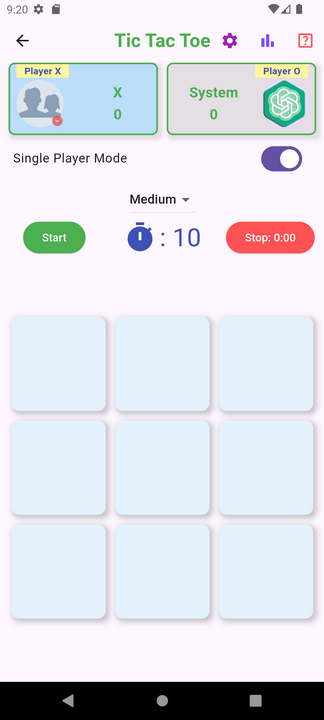 9:20
Tic Tac Toe
Player X
X
0
Player O
System
0
Single Player Mode
Medium
Start
: 10
Stop: 0:00